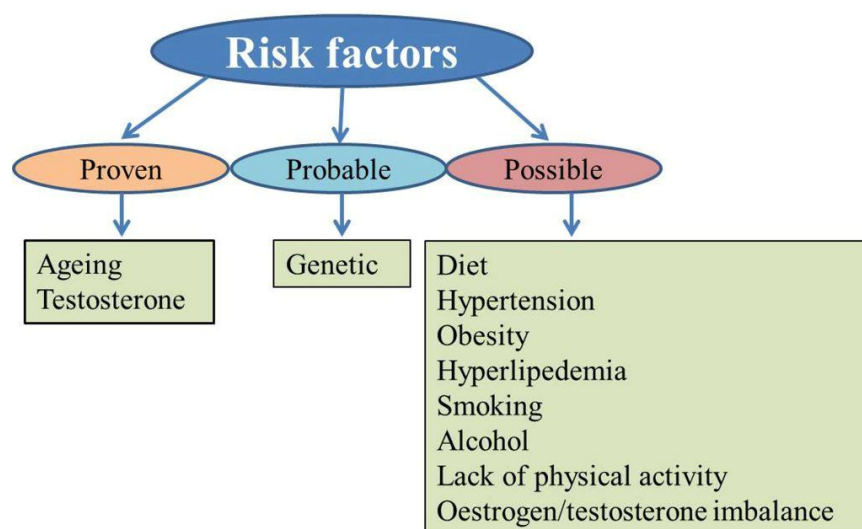 Risk factors
Proven
Probable
Possible
Ageing
Testosterone
Genetic
Diet
Hypertension
Obesity
Hyperlipedemia
Smoking
Alcohol
Lack of physical activity
Oestrogen/testosterone imbalance